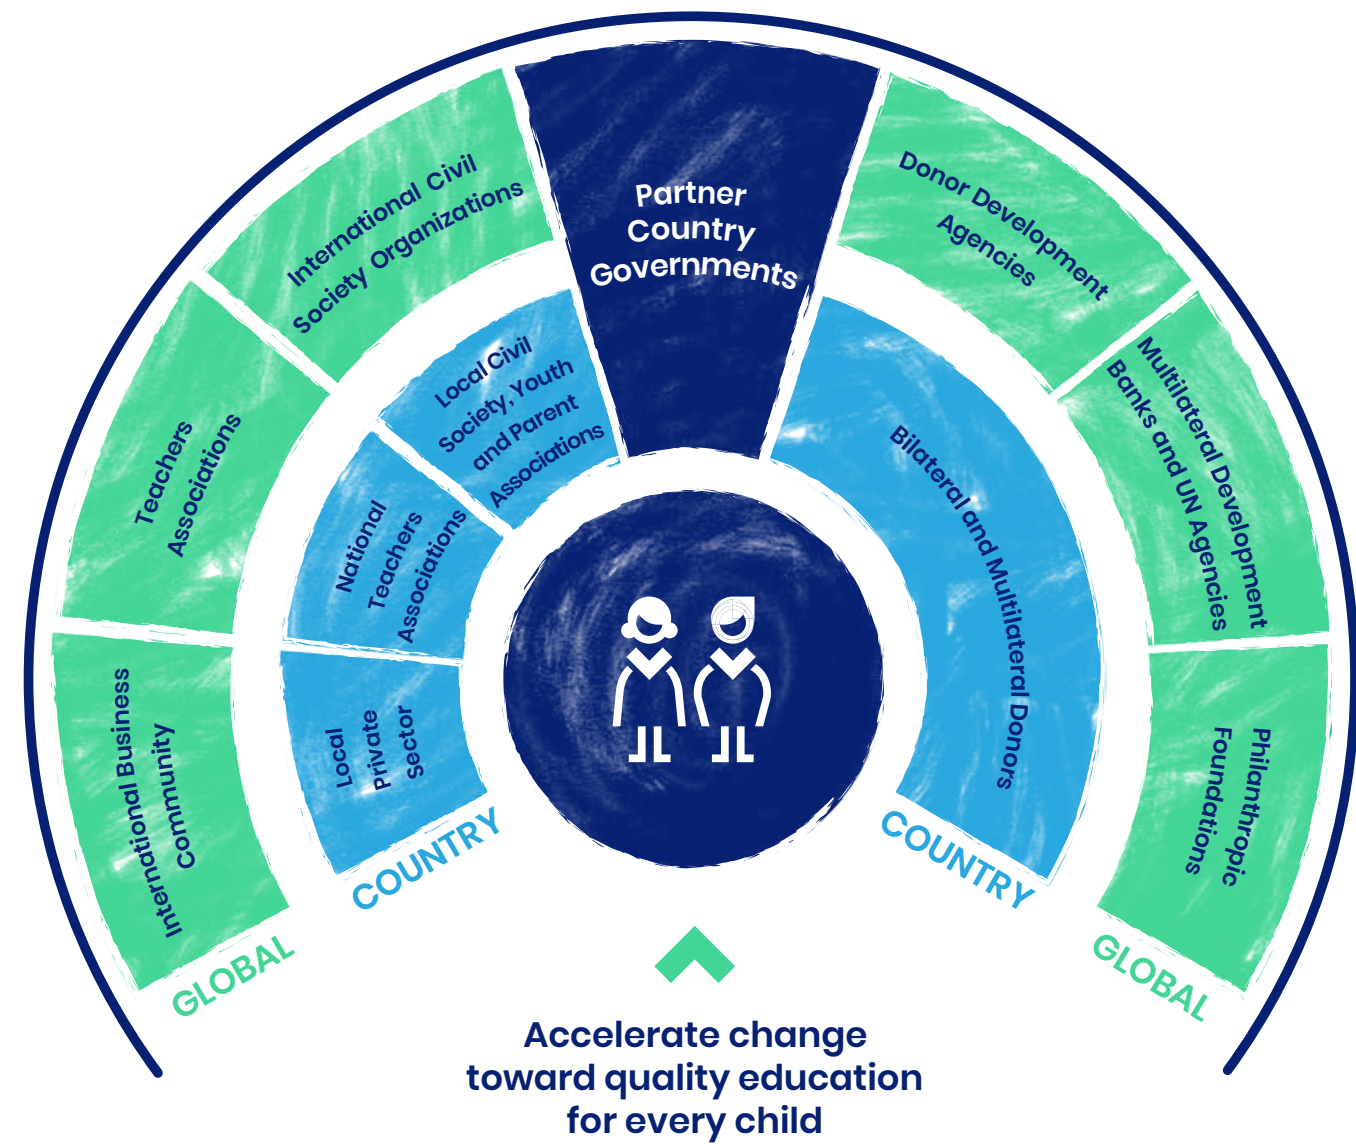 International Civil
Society Organizations
Partner
Country
Governments
Donor Development
Agencies
Teachers
Associations
Local Civil
Society, Youth
and Parent
Associations
Multilateral Development
Banks and UN Agencies
National
Teachers
Associations
Bilateral and Multilateral Donors
International Business
Community
Local
Private
Sector
Philanthropic
Foundations
GLOBAL
COUNTRY
COUNTRY
GLOBAL
Accelerate change
toward quality education
for every child